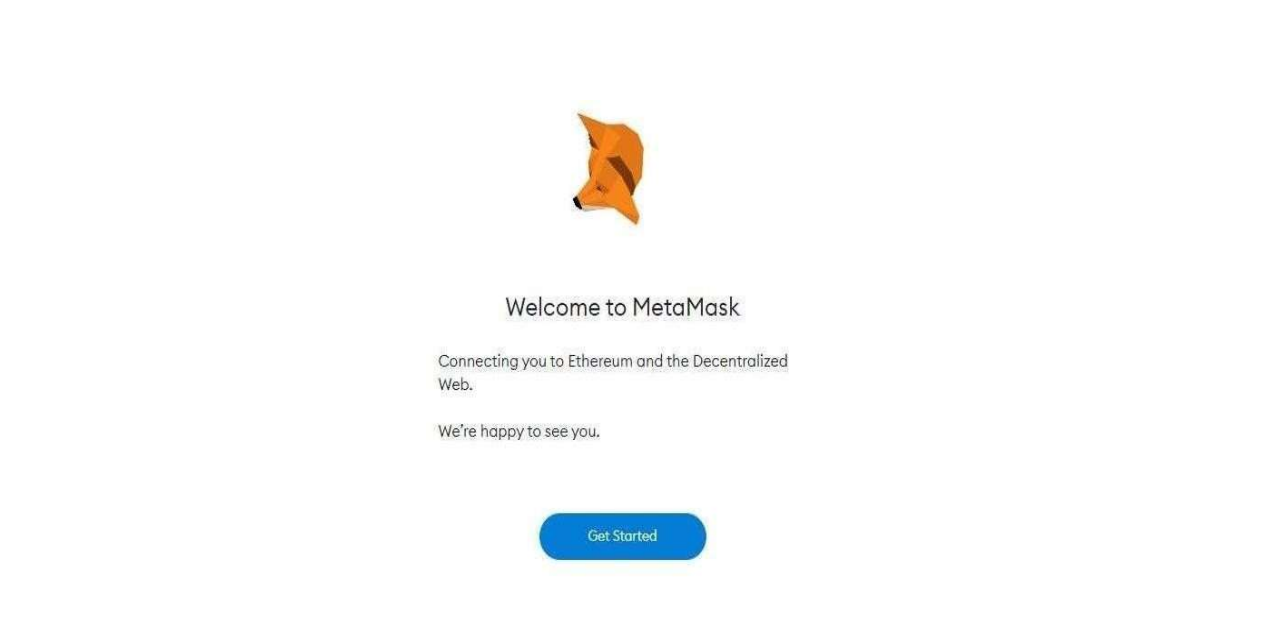 Welcome to MetaMask
Connecting you to Ethereum and the Decentralized
Web.
We’re happy to see you.
Get Started